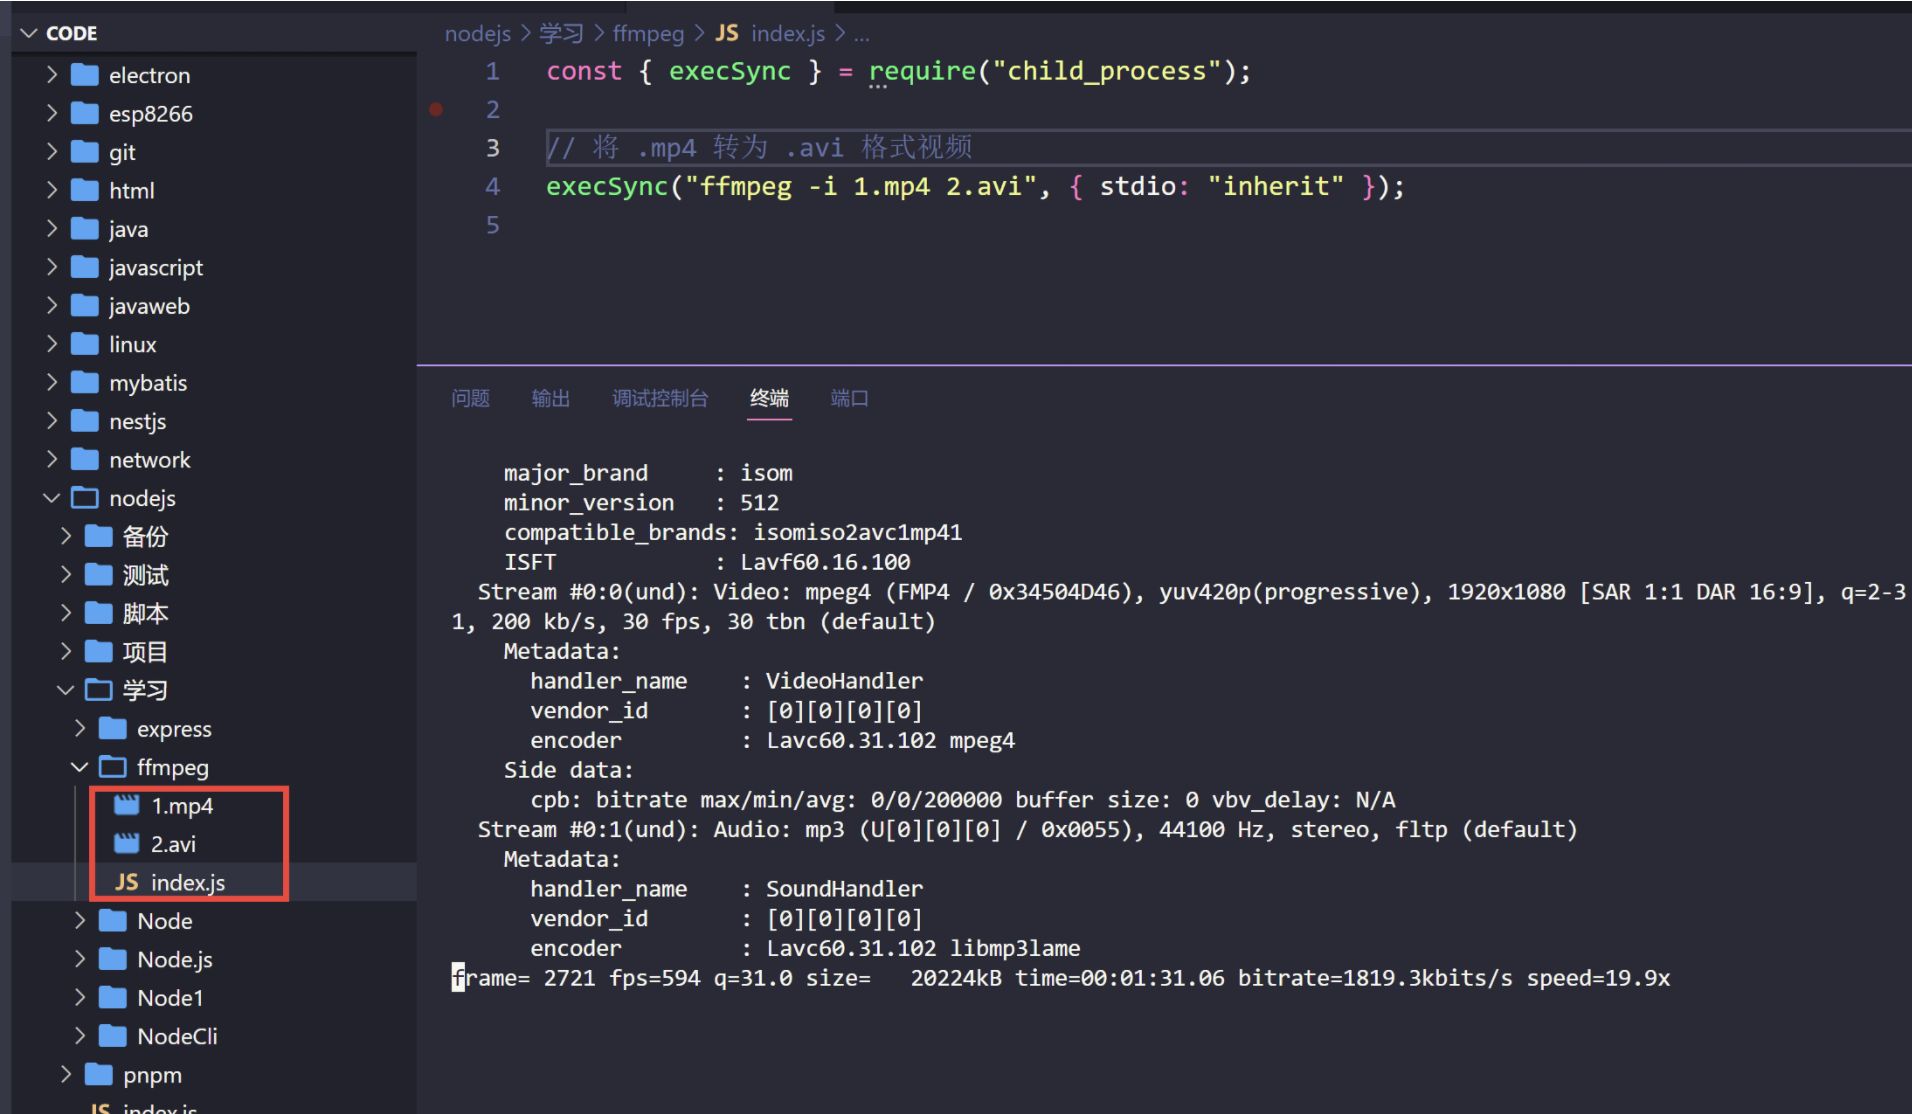 CODE
electron
esp8266
git
html
java
javascript
javaweb
linux
mybatis
nestjs
network
nodejs
备份
测试
脚本
项目
学习
express
ffmpeg
1.mp4
2.avi
JS index.js
Node
Node.js
Node1
NodeCli
pnpm
JS index.js
nodejs > 学习 > ffmpeg > JS index.js > ...
1 const { execSync } = require("child_process");
2
3 // 将 .mp4 转为 .avi 格式视频
4 execSync("ffmpeg -i 1.mp4 2.avi", { stdio: "inherit" });
5
问题 输出 调试控制台 终端 端口
major_brand : isom
minor_version : 512
compatible_brands: isomiso2avc1mp41
ISFT : Lavf60.16.100
Stream #0:0(und): Video: mpeg4 (FMP4 / 0x34504D46), yuv420p(progressive), 1920x1080 [SAR 1:1 DAR 16:9], q=2-3
1, 200 kb/s, 30 fps, 30 tbn (default)
Metadata:
handler_name : VideoHandler
vendor_id : [0][0][0][0]
encoder : Lavc60.31.102 mpeg4
Side data:
cpb: bitrate max/min/avg: 0/0/200000 buffer size: 0 vbv_delay: N/A
Stream #0:1(und): Audio: mp3 (U[0][0][0] / 0x0055), 44100 Hz, stereo, fltp (default)
Metadata:
handler_name : SoundHandler
vendor_id : [0][0][0][0]
encoder : Lavc60.31.102 libmp3lame
frame= 2721 fps=594 q=31.0 size= 20224kB time=00:01:31.06 bitrate=1819.3kbits/s speed=19.9x